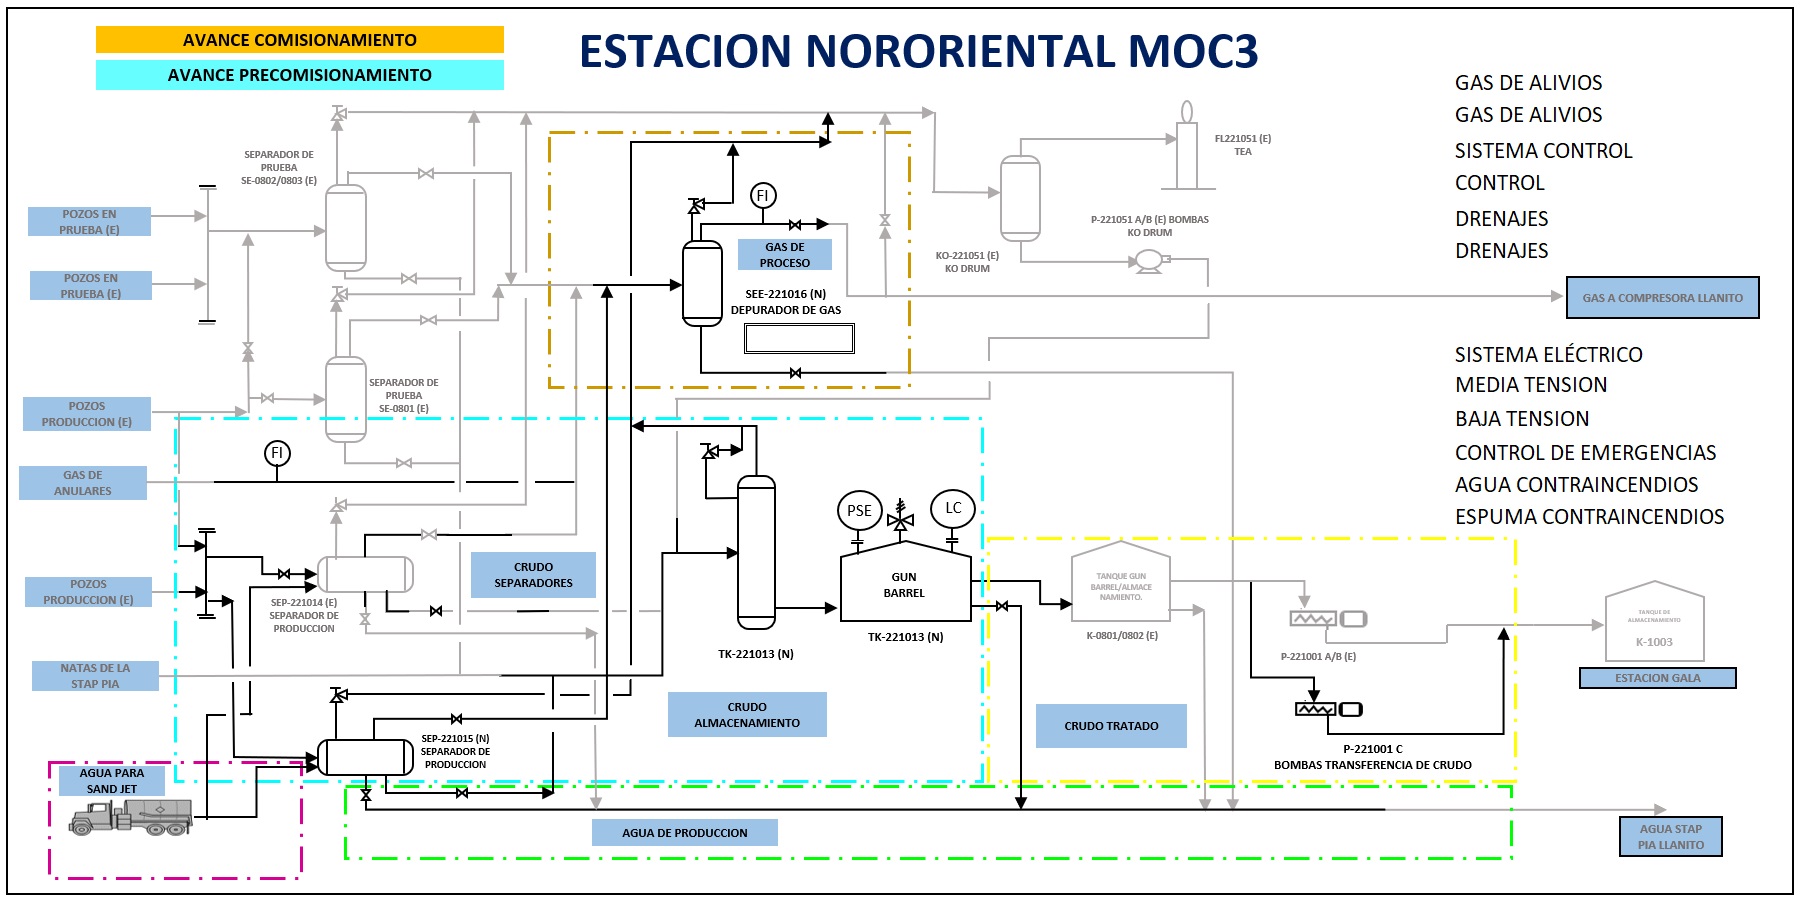 AVANCE COMISIONAMIENTO
AVANCE PRECOMISIONAMIENTO
ESTACION NORORIENTAL MOC3
GAS DE ALIVIOS
GAS DE ALIVIOS
SISTEMA CONTROL
CONTROL
DRENAJES
DRENAJES
SEPARADOR DE
PRUEBA
SE-0802/0803 (E)
POZOS EN
PRUEBA (E)
POZOS EN
PRUEBA (E)
FI
GAS DE
PROCESO
SEE-221016 (N)
DEPURADOR DE GAS
FL221051 (E)
TEA
P-221051 A/B (E) BOMBAS
KO DRUM
KO-221051 (E)
KO DRUM
GAS A COMPRESORA LLANITO
SISTEMA ELÉCTRICO
MEDIA TENSION
BAJA TENSION
CONTROL DE EMERGENCIAS
AGUA CONTRAINCENDIOS
ESPUMA CONTRAINCENDIOS
SEPARADOR DE
PRUEBA
SE-0801 (E)
POZOS
PRODUCCION (E)
FI
GAS DE
ANULARES
PSE
LC
CRUDO
SEPARADORES
GUN
BARREL
TANQUE GUN
BARREL/ALMACE
NAMIENTO.
POZOS
PRODUCCION (E)
SEP-221014 (E)
SEPARADOR DE
PRODUCCION
TK-221013 (N)
TK-221013 (N)
K-0801/0802 (E)
P-221001 A/B (E)
TANQUE DE
ALMACENAMIENTO
K-1003
ESTACION GALA
NATAS DE LA
STAP PIA
CRUDO
ALMACENAMIENTO
CRUDO TRATADO
SEP-221015 (N)
SEPARADOR DE
PRODUCCION
P-221001 C
BOMBAS TRANSFERENCIA DE CRUDO
AGUA PARA
SAND JET
AGUA DE PRODUCCION
AGUA STAP
PIA LLANITO